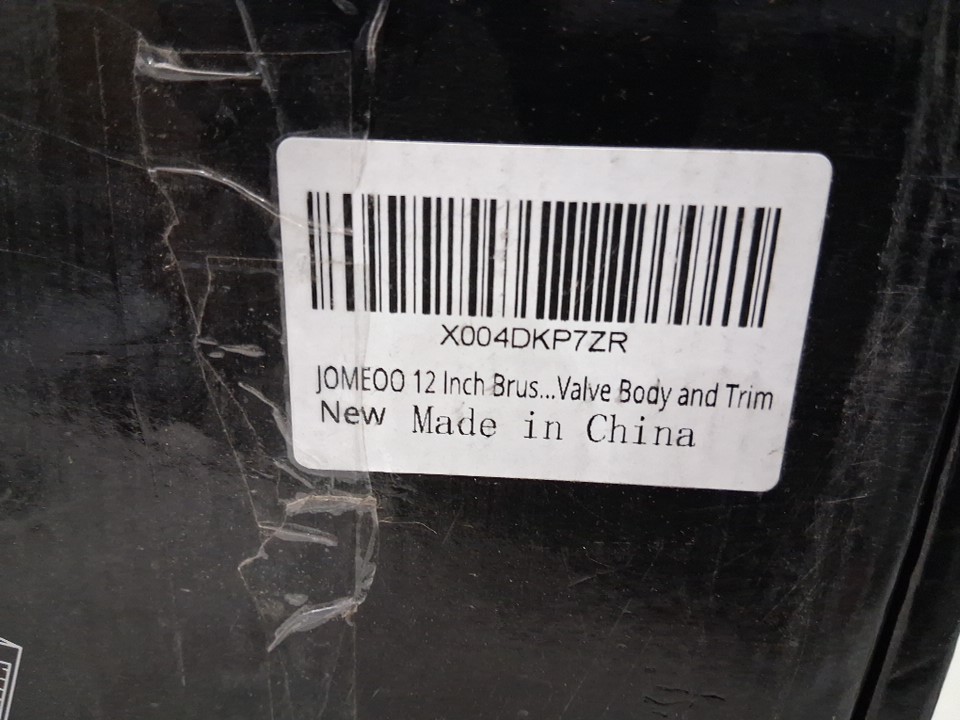 X004DKP7ZR
JOMEOO 12 Inch Brus...Valve Body and Trim
New Made in China